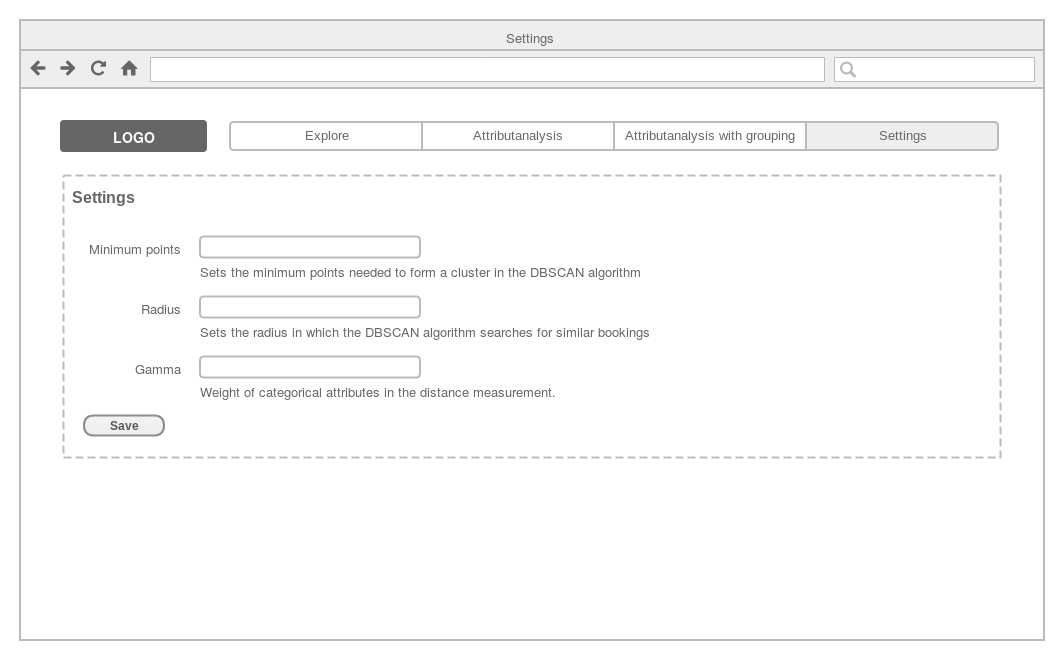 Settings
LOGO
Explore
Attributanalysis
Attributanalysis with grouping
Settings
Settings
Minimum points
Sets the minimum points needed to form a cluster in the DBSCAN algorithm
Radius
Sets the radius in which the DBSCAN algorithm searches for similar bookings
Gamma
Weight of categorical attributes in the distance measurement.
Save